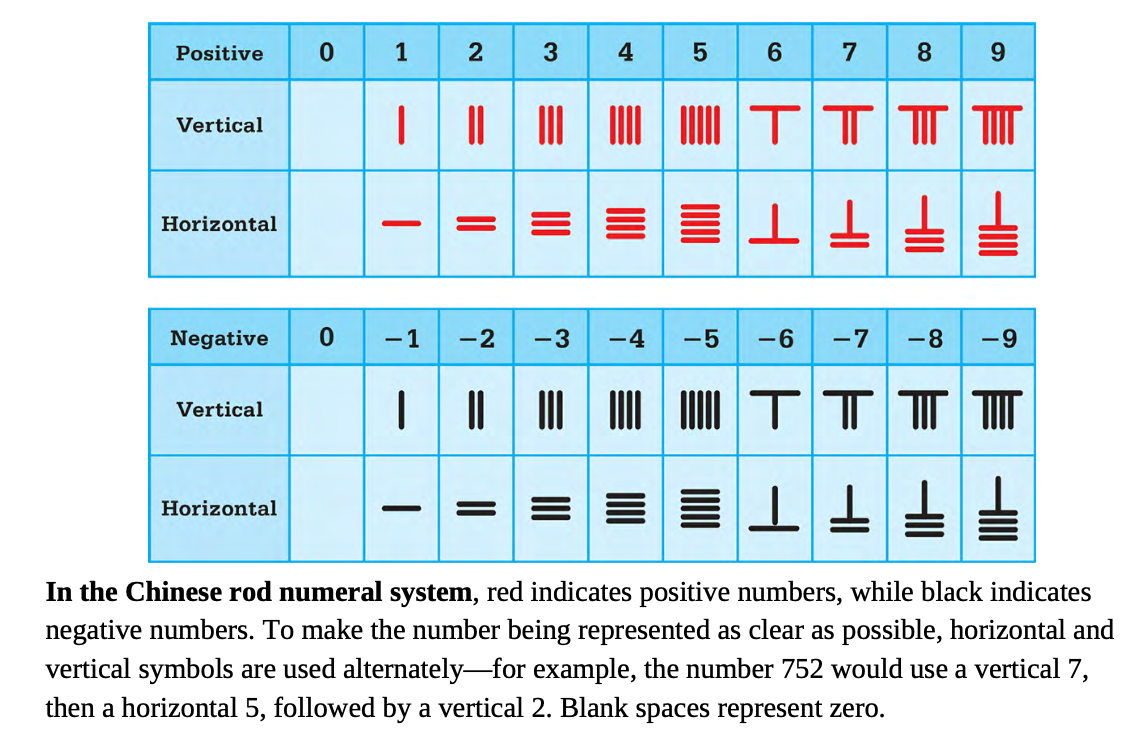 Positive 0 1 2 3 4 5 6 7 8 9
Vertical
Horizontal
Negative 0 −1 −2 −3 −4 −5 −6 −7 −8 −9
Vertical
Horizontal
In the Chinese rod numeral system, red indicates positive numbers, while black indicates
negative numbers. To make the number being represented as clear as possible, horizontal and
vertical symbols are used alternately—for example, the number 752 would use a vertical 7,
then a horizontal 5, followed by a vertical 2. Blank spaces represent zero.